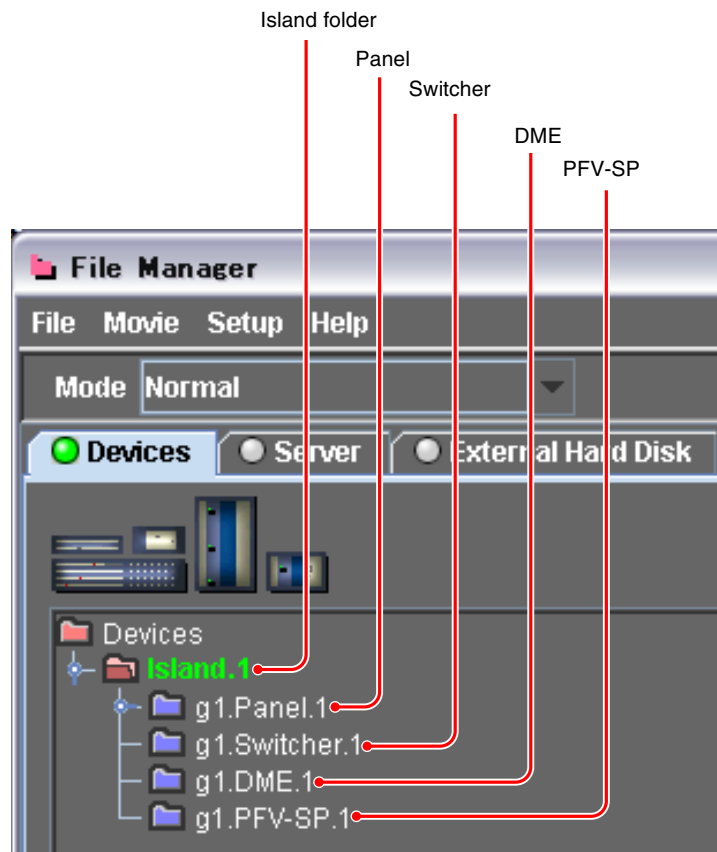 Island folder
Panel
Switcher
DME
PFV-SP
File Manager
File Movie Setup Help
Mode Normal
Devices Server External Hard Disk
Devices
Island.1
g1.Panel.1
g1.Switcher.1
g1.DME.1
g1.PFV-SP.1